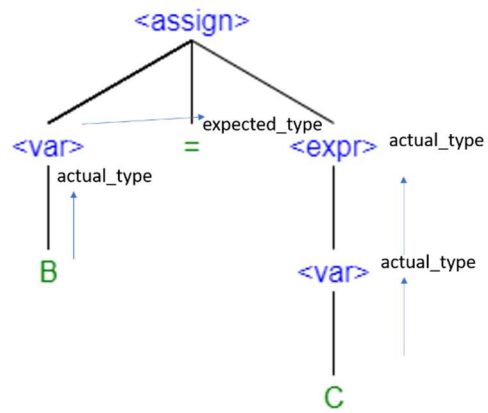 <assign>
expected_type
<var> = <expr> actual_type
actual_type
B <var> actual_type
C